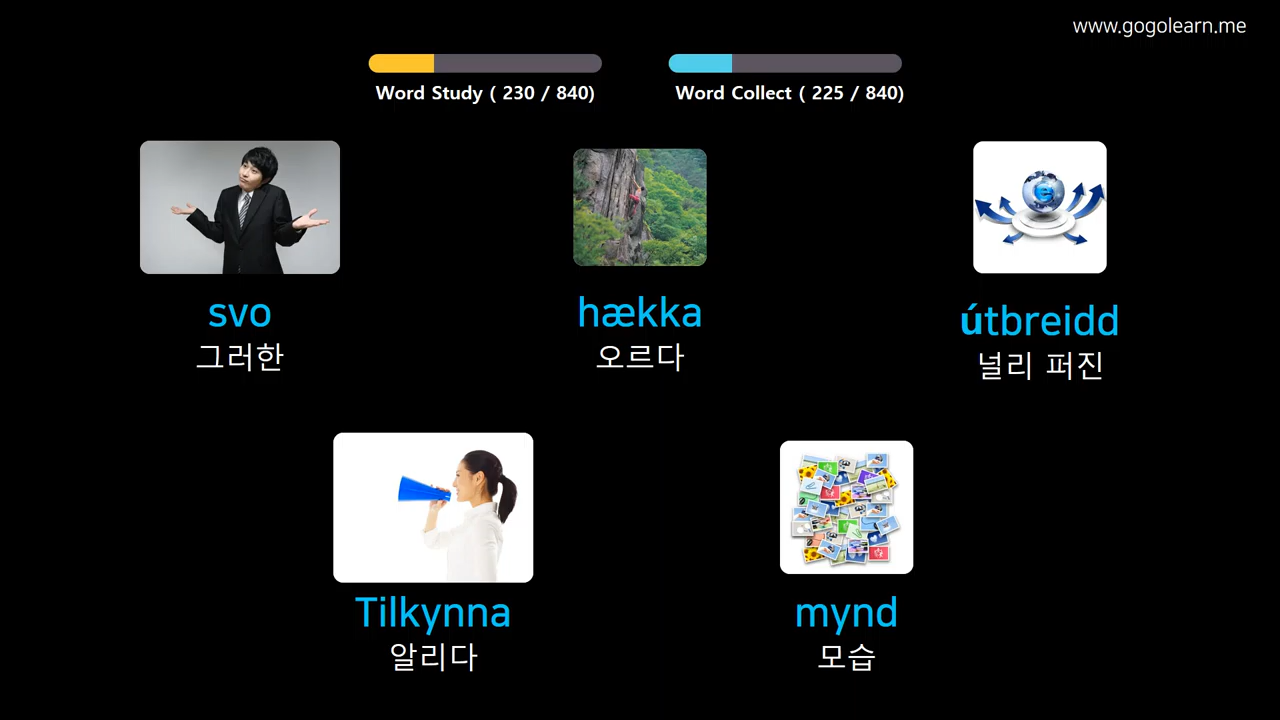 www.gogolearn.me
Word Study ( 230 / 840)
Word Collect ( 225 / 840)
svo
그러한
hækka
오르다
útbreidd
널리 퍼진
Tilkynna
알리다
mynd
모습